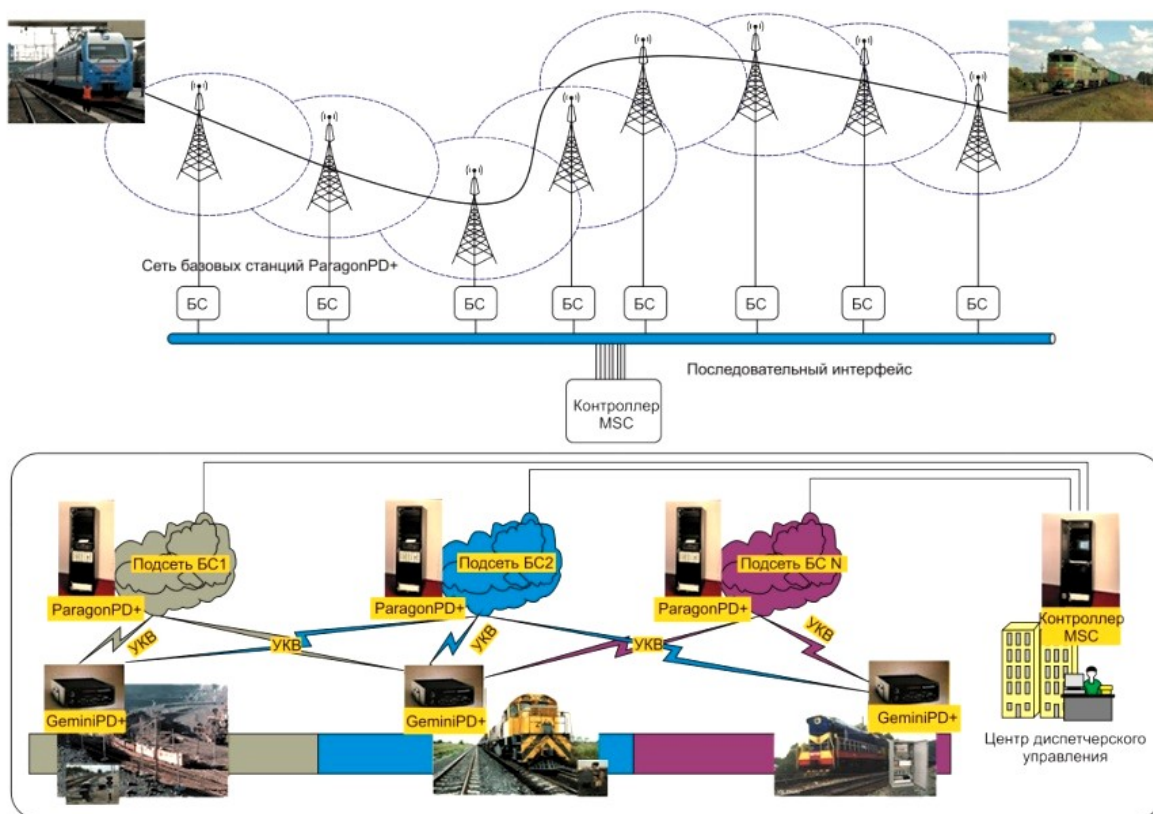 Сеть базовых станций ParagonPD+
БС
БС
БС
БС
БС
БС
БС
БС
Последовательный интерфейс
Контроллер
MSC
Подсеть БС1
Подсеть БС2
Подсеть БС N
ParagonPD+
ParagonPD+
ParagonPD+
Контроллер
MSC
УКВ
УКВ
УКВ
УКВ
УКВ
GeminiPD+
GeminiPD+
GeminiPD+
Центр диспетчерского
управления